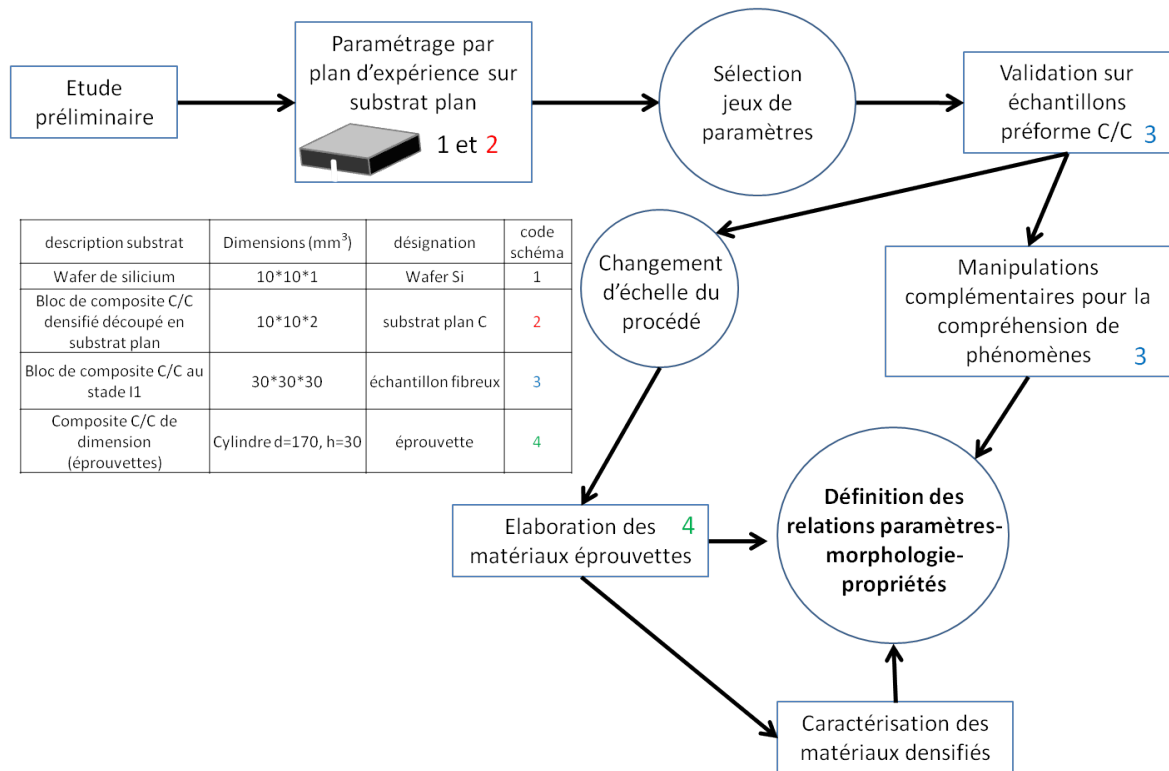 Etude
préliminaire
Paramétrage par
plan d'expérience sur
substrat plan
1 et 2
Sélection
jeux de
paramètres
Validation sur
échantillons
préforme C/C 3
description substrat Dimensions (mm³) désignation code
schéma
Wafer de silicium 10*10*1 Wafer Si 1
Bloc de composite C/C
densifié découpé en
substrat plan
10*10*2 substrat plan C 2
Bloc de composite C/C au
stade I1
30*30*30 échantillon fibreux 3
Composite C/C de
dimension
(éprouvettes)
Cylindre d=170, h=30 éprouvette 4
Changement
d'échelle du
procédé
Manipulations
complémentaires pour la
compréhension de
phénomènes 3
Elaboration des 4
matériaux éprouvettes
Définition des
relations paramètres-
morphologie-
propriétés
Caractérisation des
matériaux densifiés